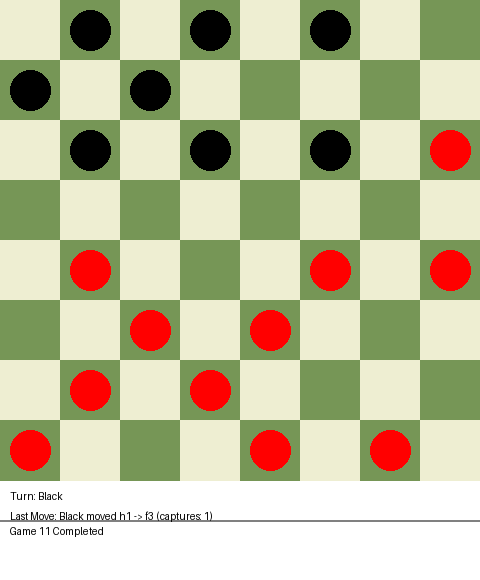 Turn: Black
Last Move: Black moved h1 -> f3 (captures: 1)
Game 11 Completed